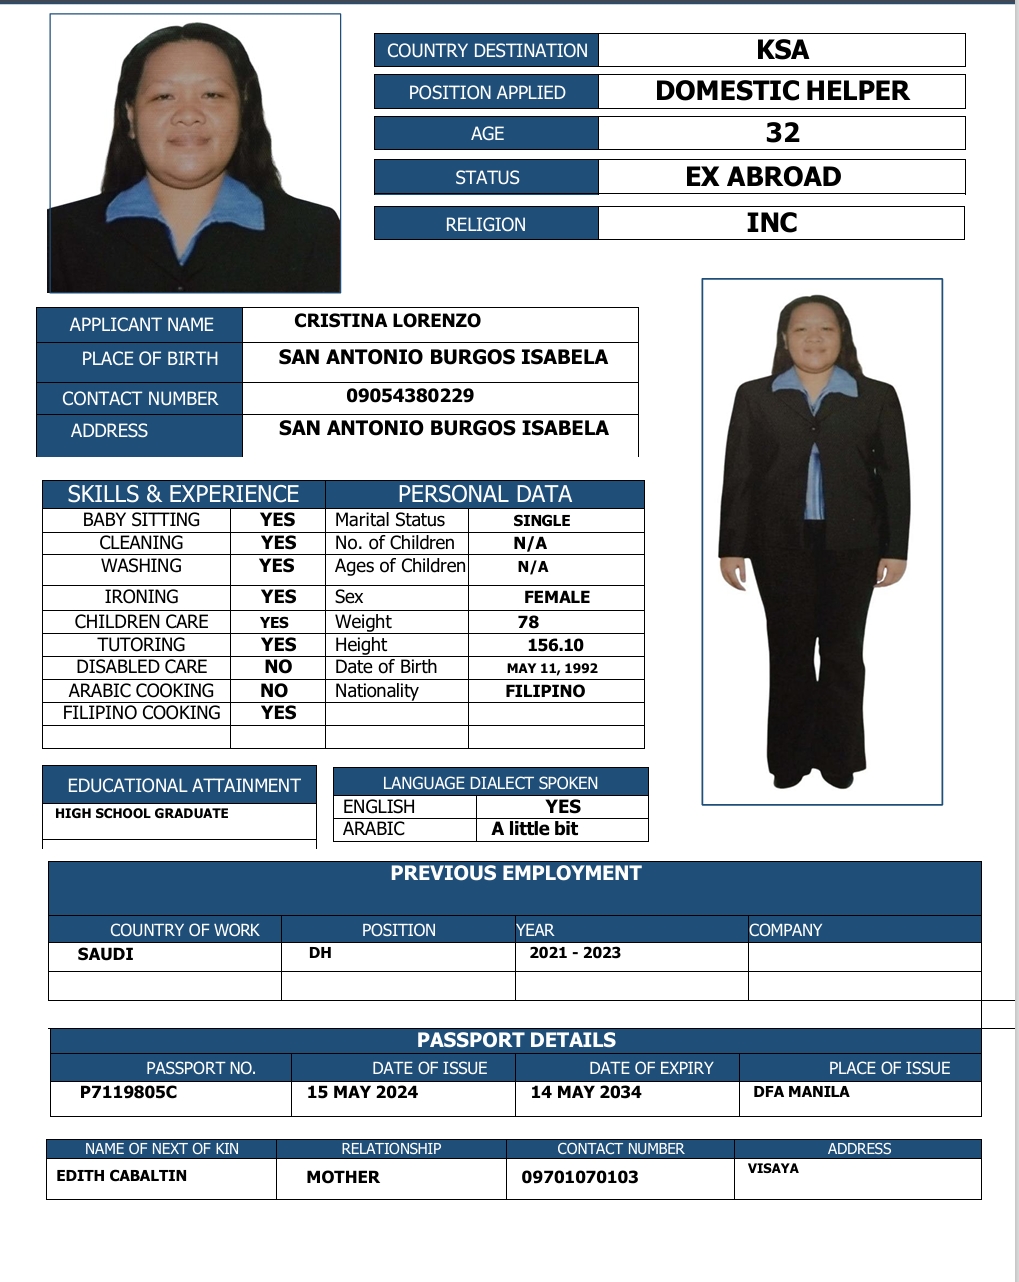 COUNTRY DESTINATION KSA
POSITION APPLIED DOMESTIC HELPER
AGE 32
STATUS EX ABROAD
RELIGION INC
APPLICANT NAME CRISTINA LORENZO
PLACE OF BIRTH SAN ANTONIO BURGOS ISABELA
CONTACT NUMBER 09054380229
ADDRESS SAN ANTONIO BURGOS ISABELA
SKILLS & EXPERIENCE PERSONAL DATA
BABY SITTING YES Marital Status SINGLE
CLEANING YES No. of Children N/A
WASHING YES Ages of Children N/A
IRONING YES Sex FEMALE
CHILDREN CARE YES Weight 78
TUTORING YES Height 156.10
DISABLED CARE NO Date of Birth MAY 11, 1992
ARABIC COOKING NO Nationality FILIPINO
FILIPINO COOKING YES
EDUCATIONAL ATTAINMENT
HIGH SCHOOL GRADUATE
LANGUAGE DIALECT SPOKEN
ENGLISH YES
ARABIC A little bit
PREVIOUS EMPLOYMENT
COUNTRY OF WORK POSITION YEAR COMPANY
SAUDI DH 2021 - 2023
PASSPORT DETAILS
PASSPORT NO. DATE OF ISSUE DATE OF EXPIRY PLACE OF ISSUE
P7119805C 15 MAY 2024 14 MAY 2034 DFA MANILA
NAME OF NEXT OF KIN RELATIONSHIP CONTACT NUMBER ADDRESS
EDITH CABALTIN MOTHER 09701070103 VISAYA